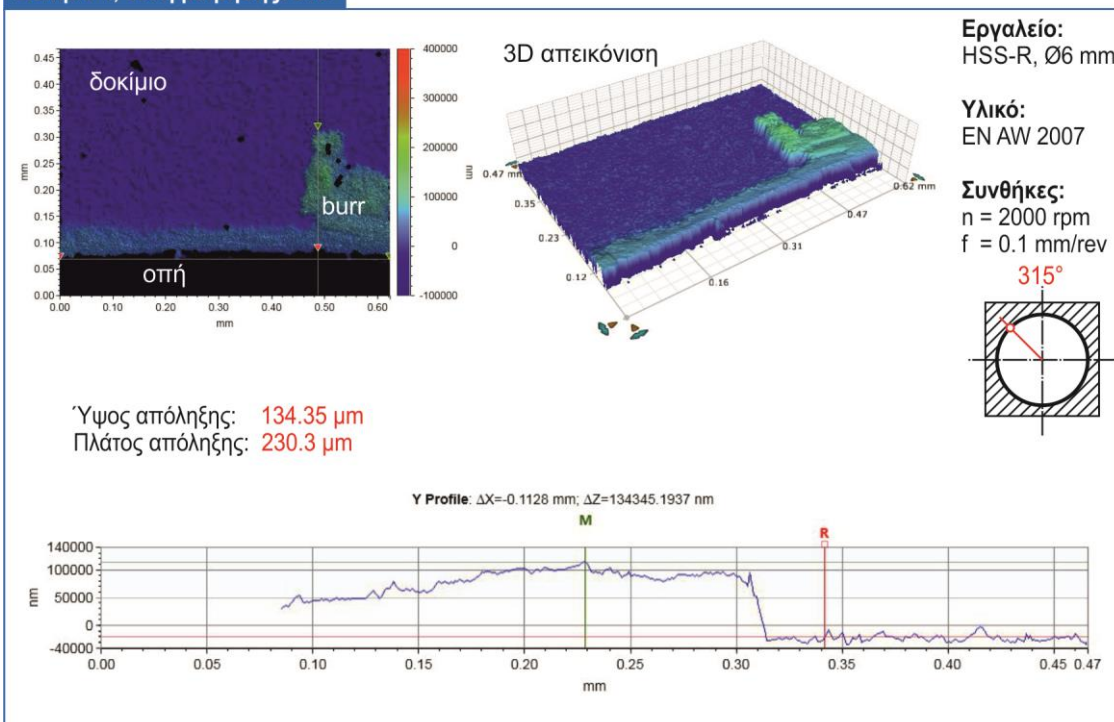 3D απεικόνιση
Εργαλείο:
HSS-R, Ø6 mm
Υλικό:
EN AW 2007
Συνθήκες:
n = 2000 rpm
f = 0.1 mm/rev
315°
δοκίμιο
burr
οπή
0.45
0.40
0.35
0.30
0.25
0.20
0.15
0.10
0.05
0.00
mm
0.00 0.10 0.20 0.30 0.40 0.50 0.62
mm
400000
300000
200000
100000
0
-100000
nm
0.47 mm
0.35
0.23
0.12
0.16
0.31
0.47
0.62 mm
Ύψος απόληξης: 134.35 μm
Πλάτος απόληξης: 230.3 μm
Y Profile: ΔX=-0.1128 mm; ΔZ=134345.1937 nm
M
R
140000
100000
50000
0
-40000
nm
0.00 0.05 0.10 0.15 0.20 0.25 0.30 0.35 0.40 0.45 0.47
mm